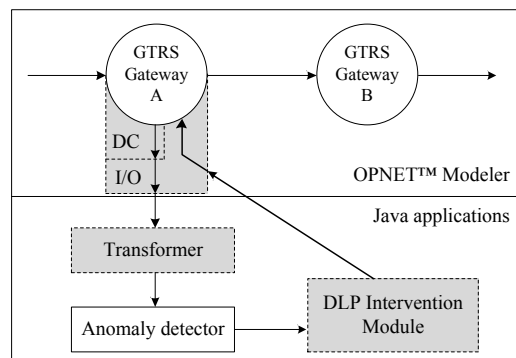 GTRS
Gateway
A
GTRS
Gateway
B
DC
I/O
OPNET™ Modeler
Java applications
Transformer
Anomaly detector
DLP Intervention
Module